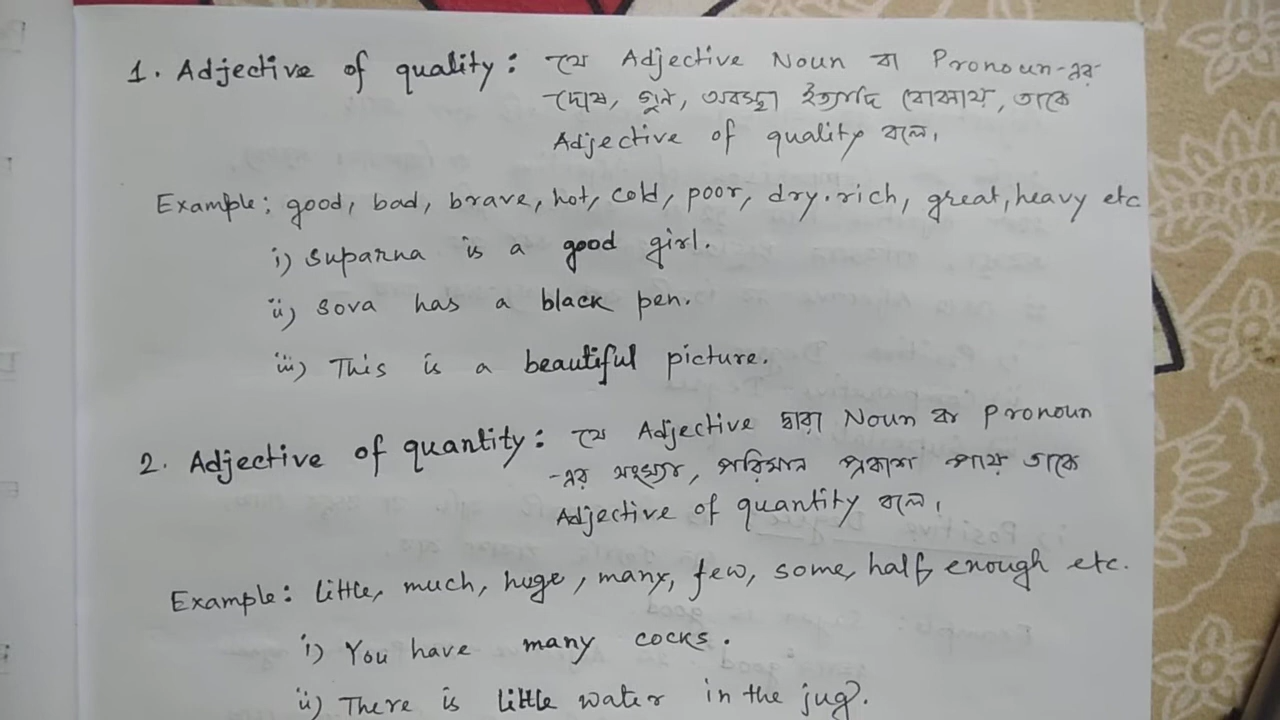 1. Adjective of quality: যে Adjective Noun বা Pronoun-এর
দোষ, গুন, অবস্থা ইত্যাদি বোঝায়, তাকে
Adjective of quality বলে।
Example: good, bad, brave, hot, cold, poor, dry. rich, great, heavy etc
i) Suparna is a good girl.
ii) Sova has a black pen.
iii) This is a beautiful picture.
2. Adjective of quantity: যে Adjective দ্বারা Noun বা Pronoun
-এর সংখ্যার, পরিমান প্রকাশ পায় তাকে
Adjective of quantity বলে।
Example: little, much, huge, many, few, some, half, enough etc.
i) You have many cocks.
ii) There is little water in the jug.